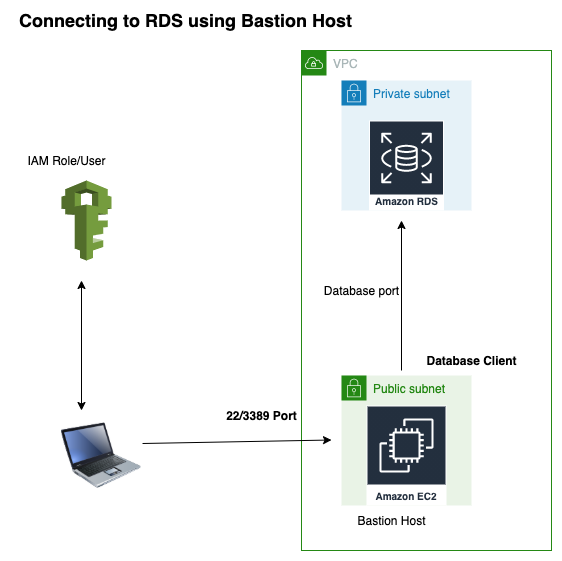 Connecting to RDS using Bastion Host
VPC
Private subnet
Amazon RDS
IAM Role/User
Database port
Database Client
Public subnet
22/3389 Port
Amazon EC2
Bastion Host